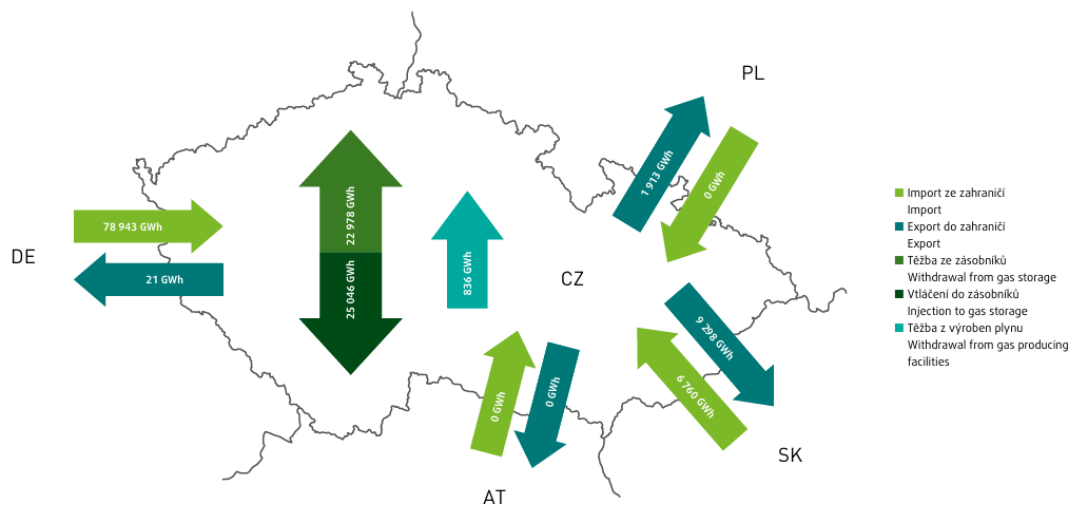 PL
1 913 GWh
0 GWh
78 943 GWh
DE
21 GWh
22 978 GWh
25 046 GWh
836 GWh
CZ
9 298 GWh
6 760 GWh
0 GWh
0 GWh
SK
AT
Import ze zahraničí
Import
Export do zahraničí
Export
Těžba ze zásobníků
Withdrawal from gas storage
Vtláčení do zásobníků
Injection to gas storage
Těžba z výroben plynu
Withdrawal from gas producing
facilities